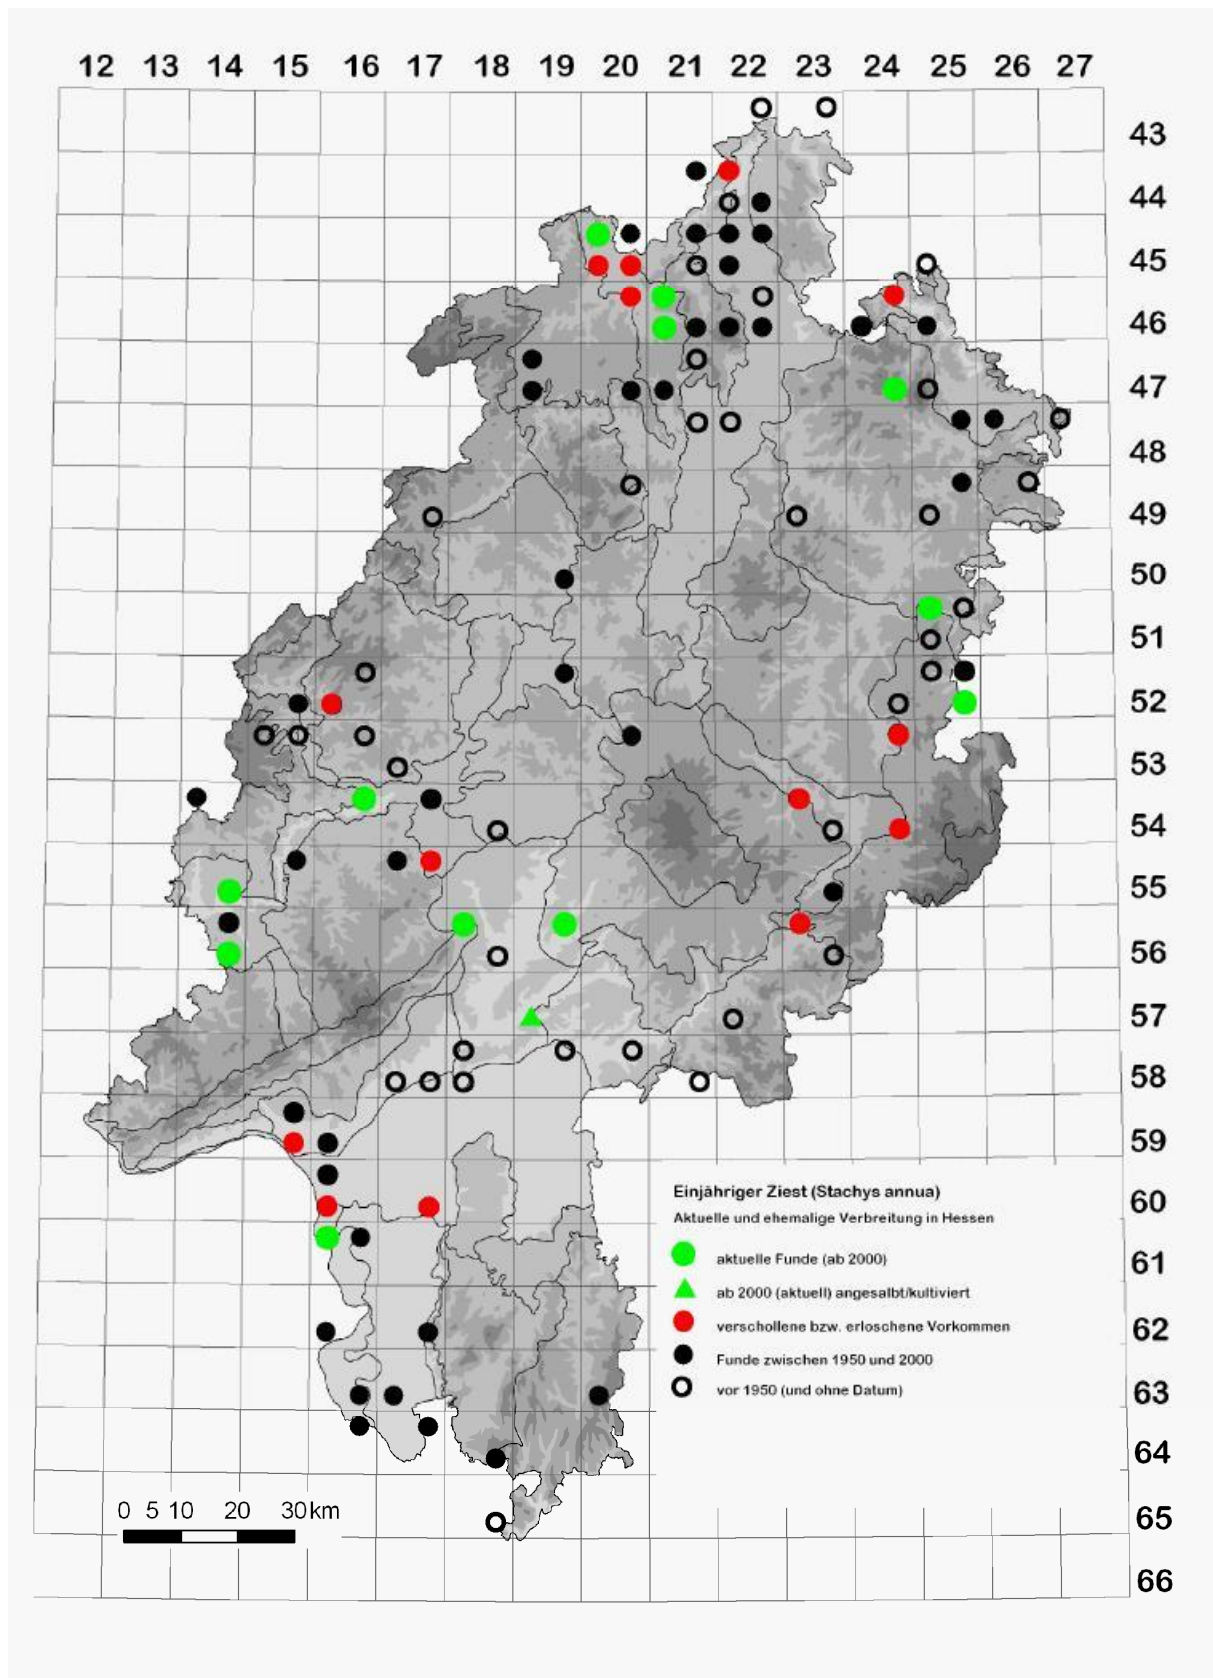 12 13 14 15 16 17 18 19 20 21 22 23 24 25 26 27
43
44
45
46
47
48
49
50
51
52
53
54
55
56
57
58
59
60
61
62
63
64
65
66
Einjähriger Ziest (Stachys annua)
Aktuelle und ehemalige Verbreitung in Hessen
aktuelle Funde (ab 2000)
ab 2000 (aktuell) angesalbt/kultiviert
verschollene bzw. erloschene Vorkommen
Funde zwischen 1950 und 2000
vor 1950 (und ohne Datum)
0 5 10 20 30km